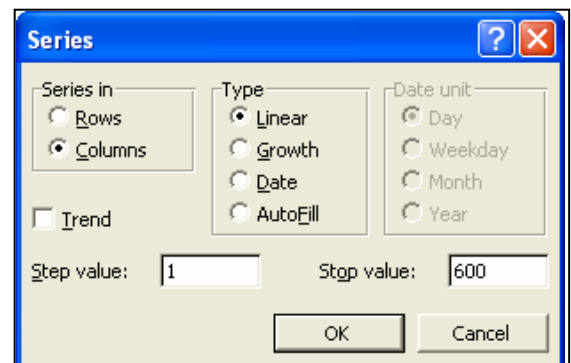 Series
Series in
Rows
Columns
Trend
Type
Linear
Growth
Date
AutoFill
Date unit
Day
Weekday
Month
Year
Step value: 1
Stop value: 600
OK
Cancel